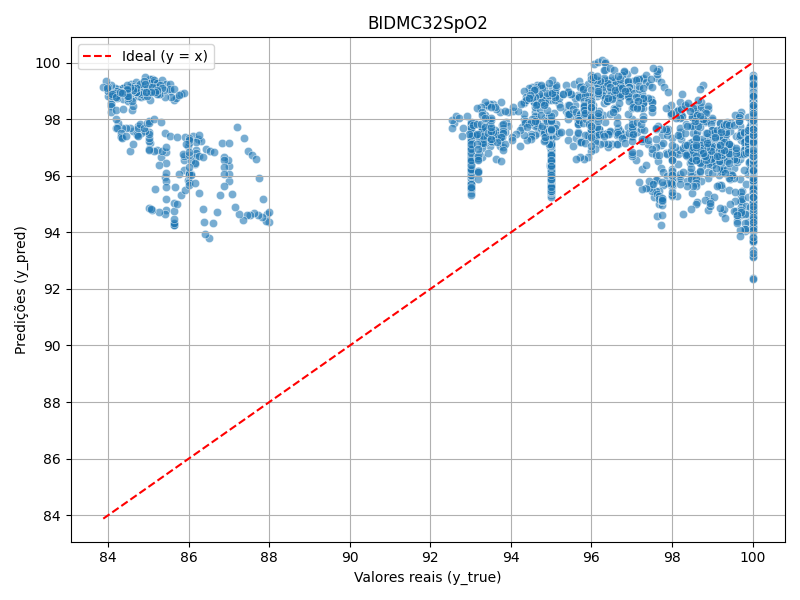 BIDMC32SpO2
Ideal (y = x)
100
98
96
94
92
90
88
86
84
Predições (y_pred)
84 86 88 90 92 94 96 98 100
Valores reais (y_true)